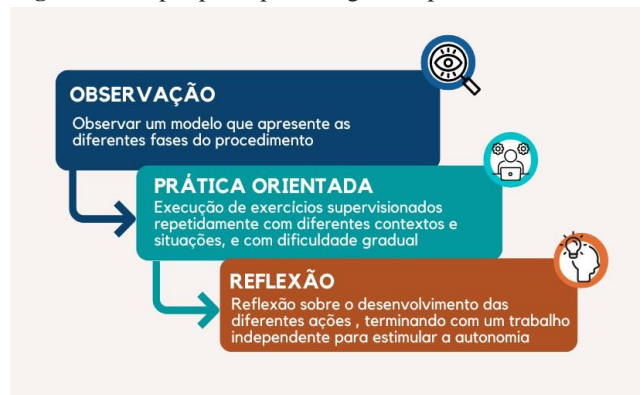 OBSERVAÇÃO
Observar um modelo que apresente as
diferentes fases do procedimento
PRÁTICA ORIENTADA
Execução de exercícios supervisionados
repetidamente com diferentes contextos e
situações, e com dificuldade gradual
REFLEXÃO
Reflexão sobre o desenvolvimento das
diferentes ações , terminando com um trabalho
independente para estimular a autonomia